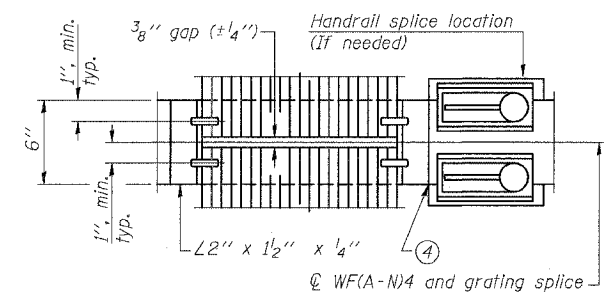 3/8" gap (±1/4")
Handrail splice location
(If needed)
1", min.
typ.
6"
1", min.
typ.
∠2" x 1 1/2" x 1/4"
4
℄ WF(A-N)4 and grating splice